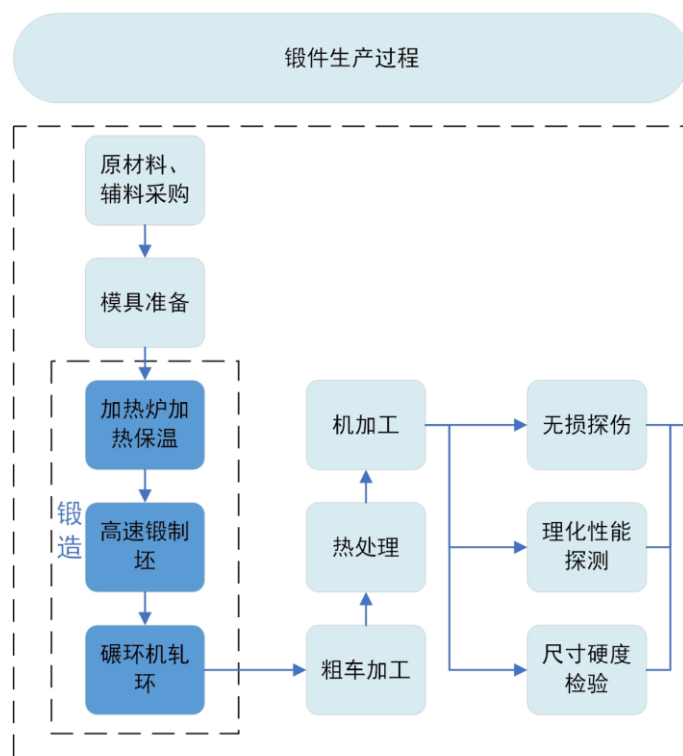 锻件生产过程
原材料、
辅料采购
模具准备
加热炉加
热保温
高速锻制
坯
碾环机轧
环
锻
造
粗车加工
热处理
机加工
无损探伤
理化性能
探测
尺寸硬度
检验